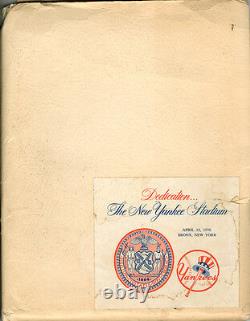 Dedication...
The New Yankee Stadium
APRIL 15, 1976
BRONX, NEW YORK
Yankees